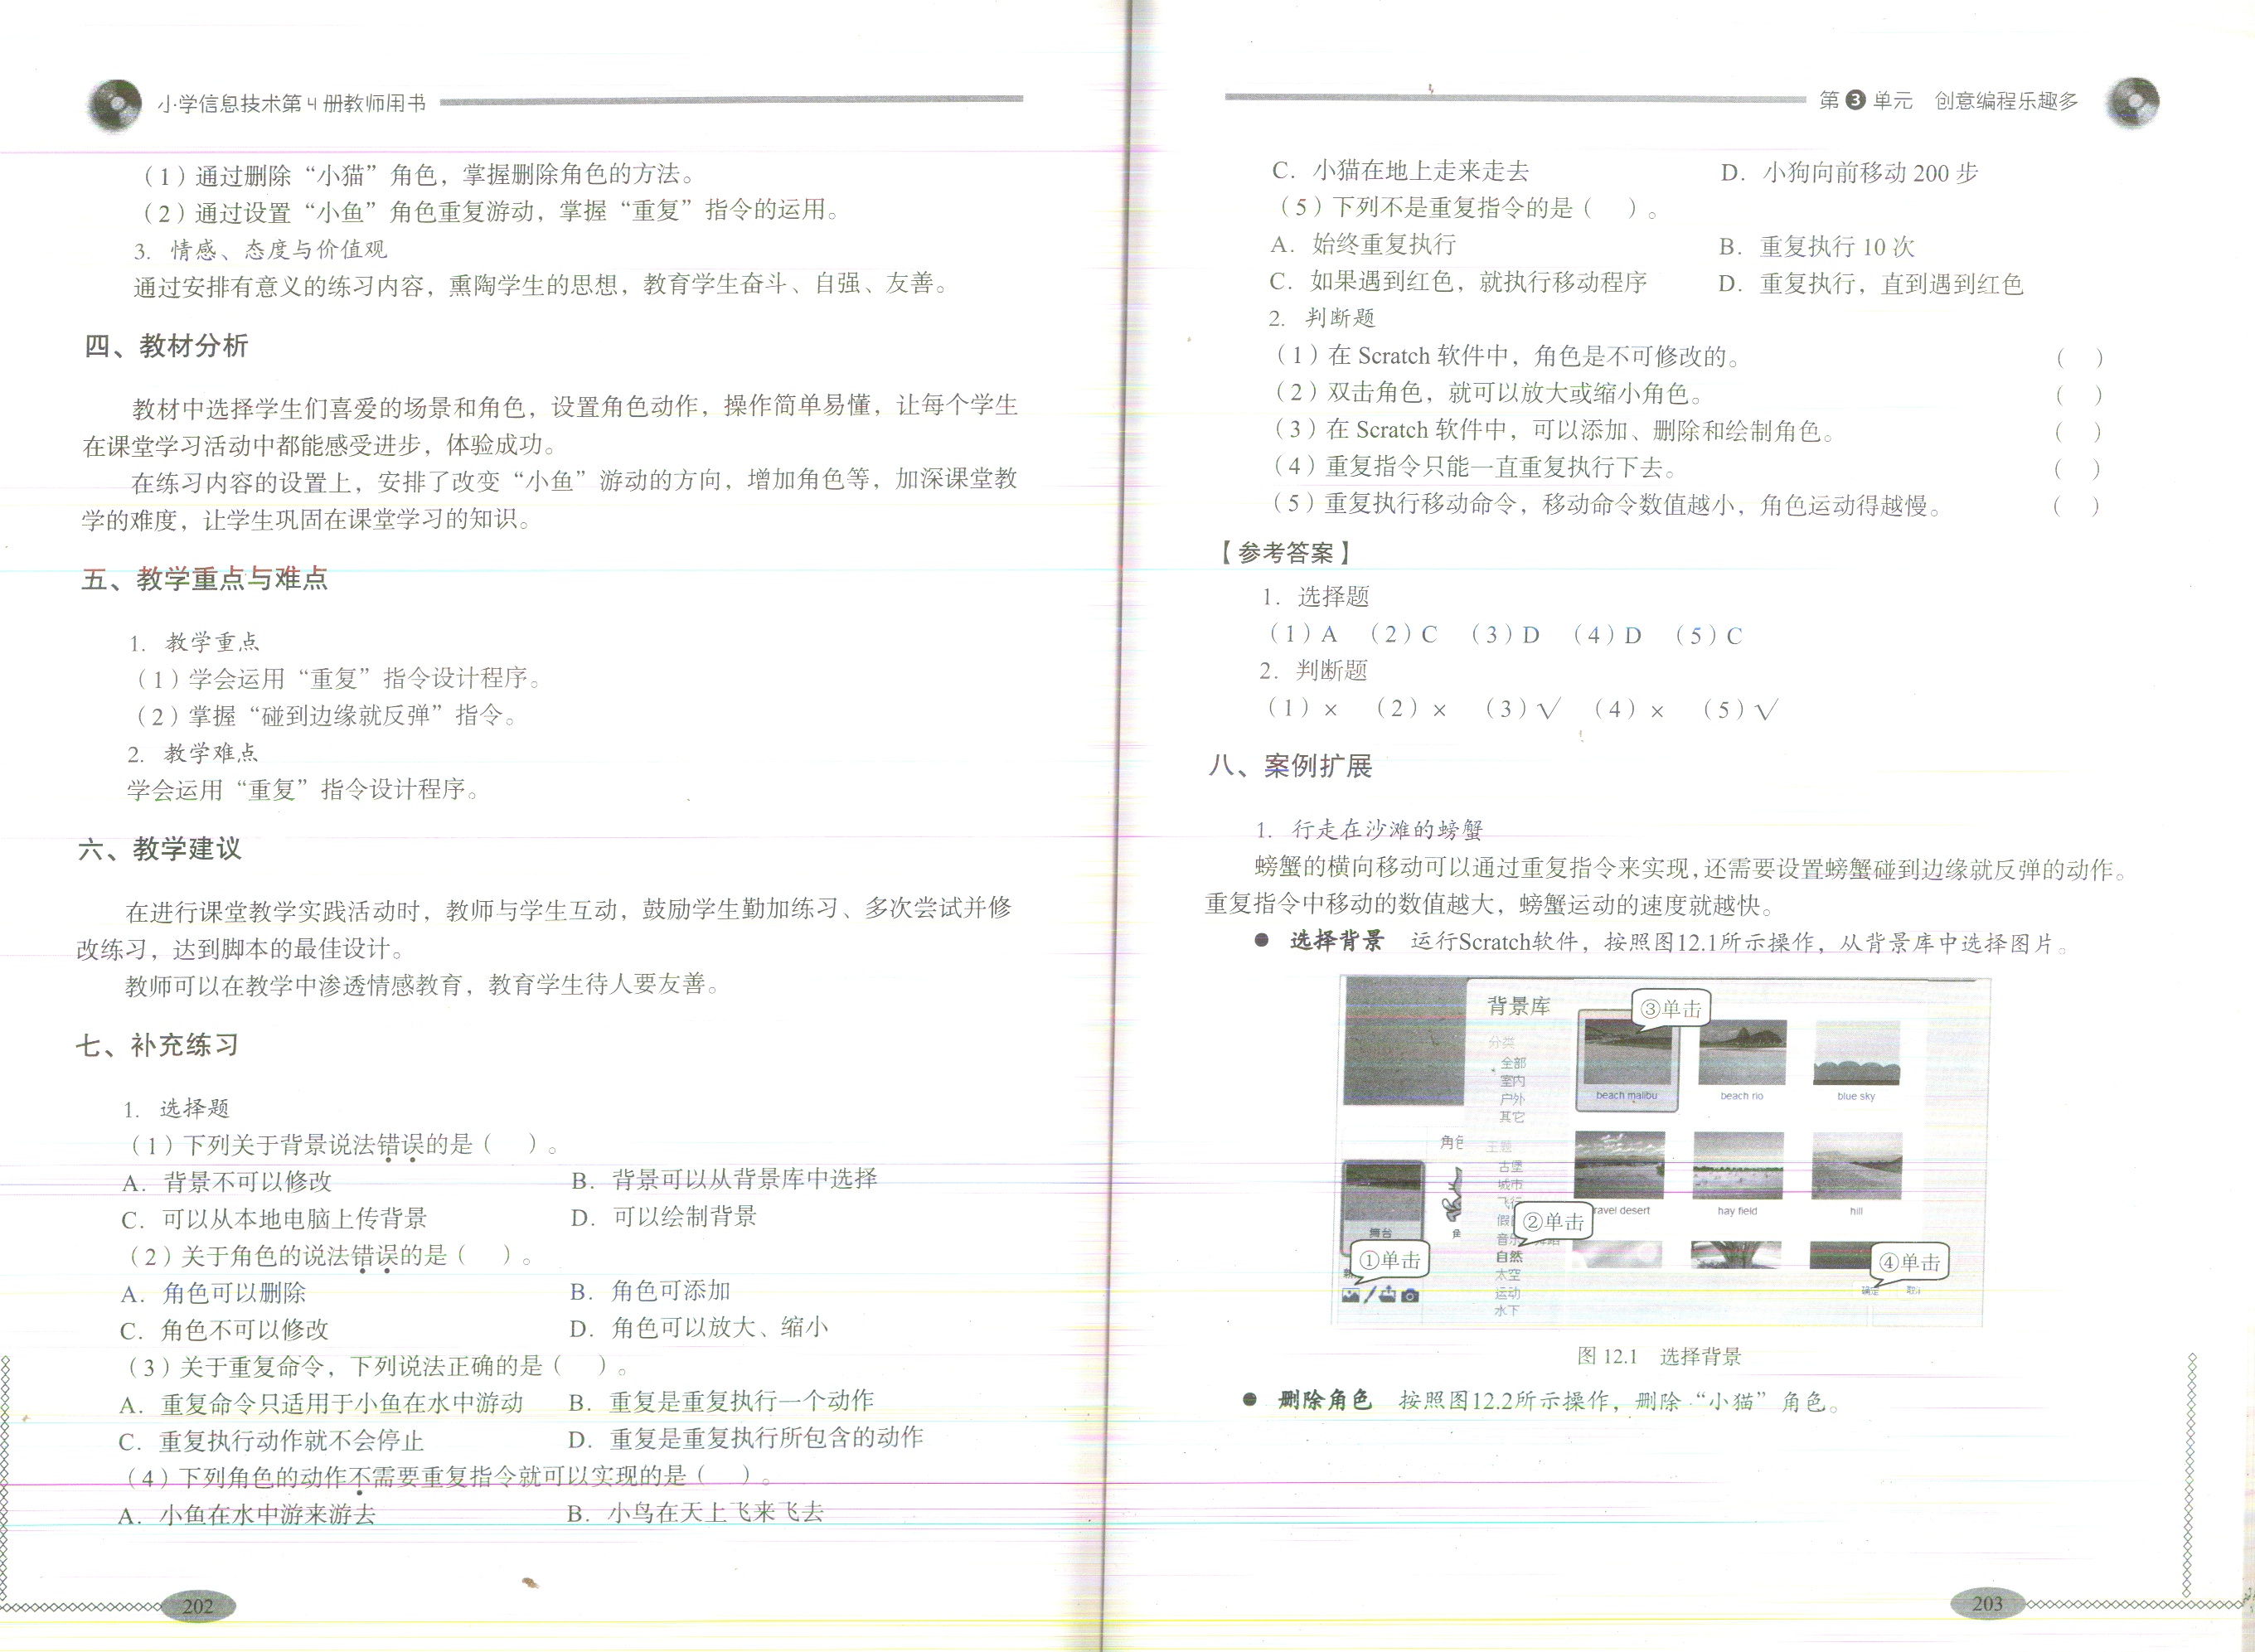 小学信息技术第4册教师用书
（1）通过删除“小猫”角色，掌握删除角色的方法。
（2）通过设置“小鱼”角色重复游动，掌握“重复”指令的运用。
3. 情感、态度与价值观
通过安排有意义的练习内容，熏陶学生的思想，教育学生奋斗、自强、友善。
四、教材分析
教材中选择学生们喜爱的场景和角色，设置角色动作，操作简单易懂，让每个学生
在课堂学习活动中都能感受进步，体验成功。
在练习内容的设置上，安排了改变“小鱼”游动的方向，增加角色等，加深课堂教
学的难度，让学生巩固在课堂学习的知识。
五、教学重点与难点
1. 教学重点
（1）学会运用“重复”指令设计程序。
（2）掌握“碰到边缘就反弹”指令。
2. 教学难点
学会运用“重复”指令设计程序。
六、教学建议
在进行课堂教学实践活动时，教师与学生互动，鼓励学生勤加练习、多次尝试并修
改练习，达到脚本的最佳设计。
教师可以在教学中渗透情感教育，教育学生待人要友善。
七、补充练习
1. 选择题
（1）下列关于背景说法错误的是（ ）。
A. 背景不可以修改 B. 背景可以从背景库中选择
C. 可以从本地电脑上传背景 D. 可以绘制背景
（2）关于角色的说法错误的是（ ）。
A. 角色可以删除 B. 角色可添加
C. 角色不可以修改 D. 角色可以放大、缩小
（3）关于重复命令，下列说法正确的是（ ）。
A. 重复命令只适用于小鱼在水中游动 B. 重复是重复执行一个动作
C. 重复执行动作就不会停止 D. 重复是重复执行所包含的动作
（4）下列角色的动作不需要重复指令就可以实现的是（ ）。
A. 小鱼在水中游来游去 B. 小鸟在天上飞来飞去
202
第3单元 创意编程乐趣多
C. 小猫在地上走来走去 D. 小狗向前移动 200 步
（5）下列不是重复指令的是（ ）。
A. 始终重复执行 B. 重复执行 10 次
C. 如果遇到红色，就执行移动程序 D. 重复执行，直到遇到红色
2. 判断题
（1）在 Scratch 软件中，角色是不可修改的。 （ ）
（2）双击角色，就可以放大或缩小角色。 （ ）
（3）在 Scratch 软件中，可以添加、删除和绘制角色。 （ ）
（4）重复指令只能一直重复执行下去。 （ ）
（5）重复执行移动命令，移动命令数值越小，角色运动得越慢。 （ ）
【参考答案】
1. 选择题
（1）A （2）C （3）D （4）D （5）C
2. 判断题
（1）× （2）× （3）√ （4）× （5）√
八、案例扩展
1. 行走在沙滩的螃蟹
螃蟹的横向移动可以通过重复指令来实现，还需要设置螃蟹碰到边缘就反弹的动作。
重复指令中移动的数值越大，螃蟹运动的速度就越快。
● 选择背景 运行Scratch软件，按照图12.1所示操作，从背景库中选择图片。
背景库
③单击
分类
全部
室内
户外
其它
beach malibu beach rio blue sky
角色
主题
古堡
城市
飞行
②单击
ravel desert hay field hill
舞台
音乐
自然
太空
运动
水下
①单击
④单击
确定
图 12.1 选择背景
● 删除角色 按照图12.2所示操作，删除“小猫”角色。
203